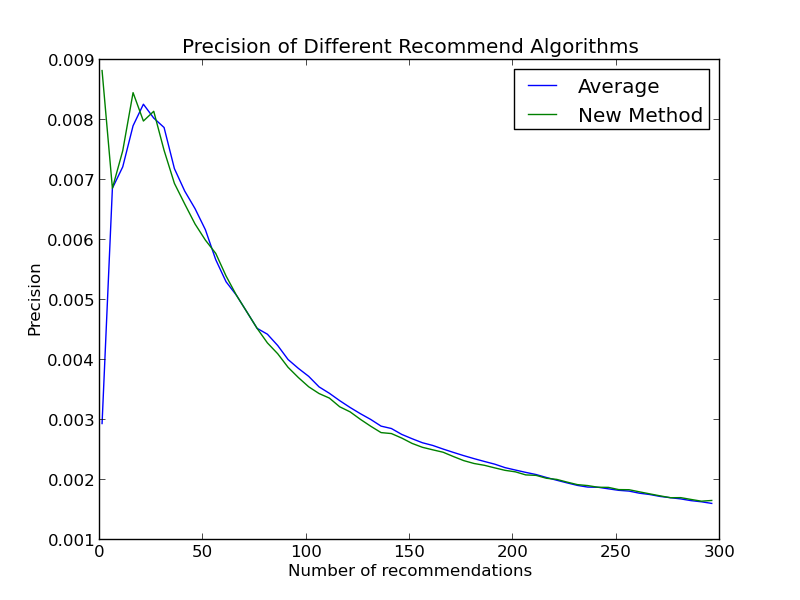 Precision of Different Recommend Algorithms
Average
New Method
Precision
0.009
0.008
0.007
0.006
0.005
0.004
0.003
0.002
0.001
0 50 100 150 200 250 300
Number of recommendations